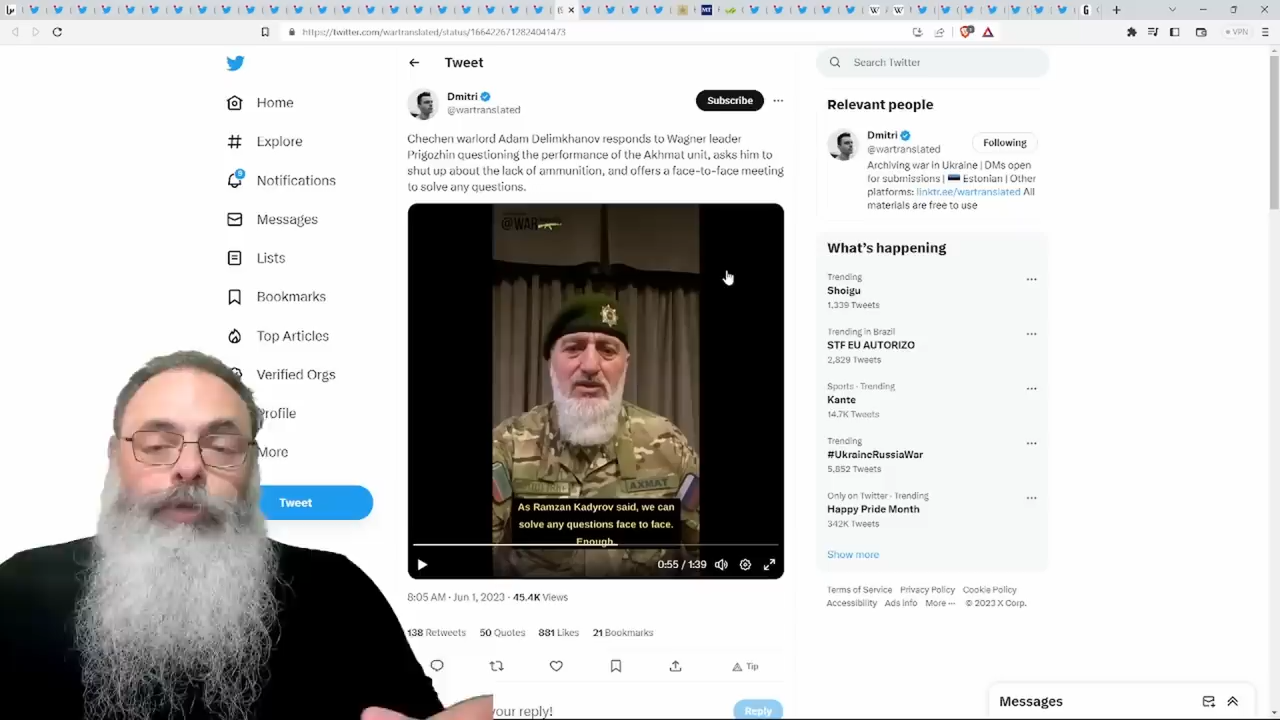 https://twitter.com/wartranslated/status/1664226712824041473
VPN
Home
Explore
9
Notifications
Messages
Lists
Bookmarks
Top Articles
Verified Orgs
Profile
More
Tweet
Tweet
Dmitri
@wartranslated
Subscribe
Chechen warlord Adam Delimkhanov responds to Wagner leader
Prigozhin questioning the performance of the Akhmat unit, asks him to
shut up about the lack of ammunition, and offers a face-to-face meeting
to solve any questions.
@WAR
AXMAT
As Ramzan Kadyrov said, we can
solve any questions face to face.
Enough.
0:55 / 1:39
8:05 AM · Jun 1, 2023 · 45.4K Views
138 Retweets 50 Quotes 881 Likes 21 Bookmarks
Tip
your reply!
Reply
Search Twitter
Relevant people
Dmitri
@wartranslated
Following
Archiving war in Ukraine | DMs open
for submissions | 🇪🇪 Estonian | Other
platforms: linktr.ee/wartranslated All
materials are free to use
What's happening
Trending
Shoigu
1,339 Tweets
Trending in Brazil
STF EU AUTORIZO
2,829 Tweets
Sports · Trending
Kante
14.7K Tweets
Trending
#UkraineRussiaWar
5,852 Tweets
Only on Twitter · Trending
Happy Pride Month
342K Tweets
Show more
Terms of Service Privacy Policy Cookie Policy
Accessibility Ads info More ··· © 2023 X Corp.
Messages